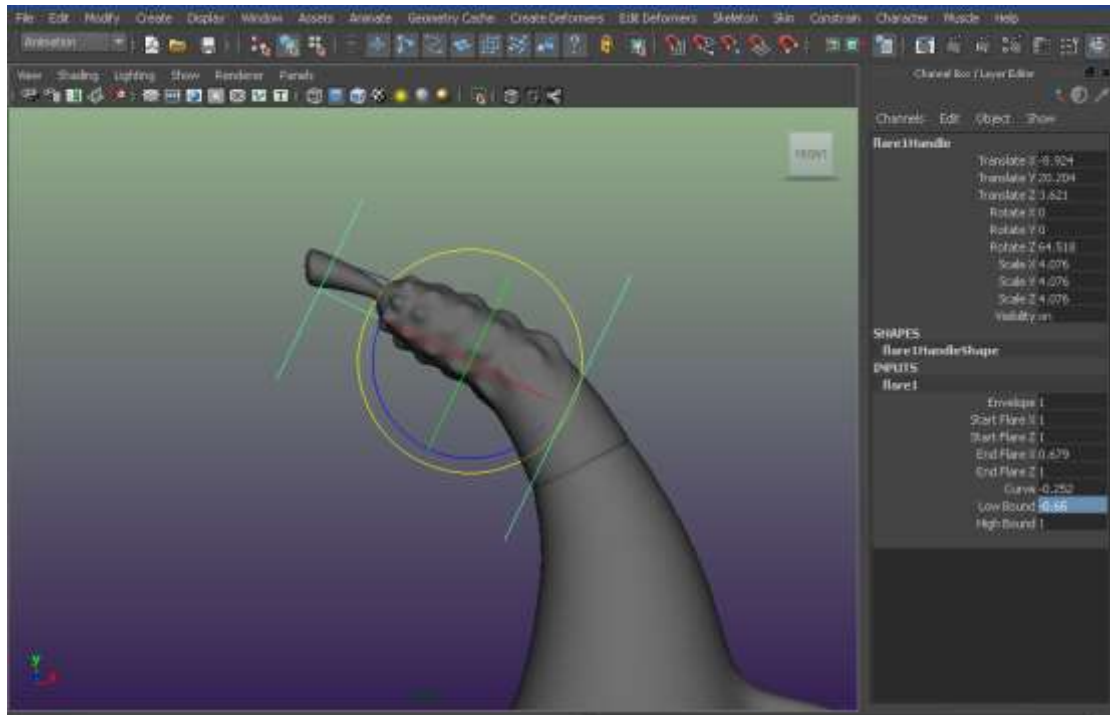 File Edit Modify Create Display Window Assets Animate Geometry Cache Create Deformers Edit Deformers Skeleton Skin Constrain Character Muscle Help
Animation
View Shading Lighting Show Renderer Panels
FRONT
y
Channel Box / Layer Editor
Channels Edit Object Show
flare1Handle
Translate X -8.924
Translate Y 20.204
Translate Z 3.621
Rotate X 0
Rotate Y 0
Rotate Z 64.518
Scale X 4.076
Scale Y 4.076
Scale Z 4.076
Visibility on
SHAPES
flare1HandleShape
INPUTS
flare1
Envelope 1
Start Flare X 1
Start Flare Z 1
End Flare X 0.679
End Flare Z 1
Curve -0.252
Low Bound -0.66
High Bound 1